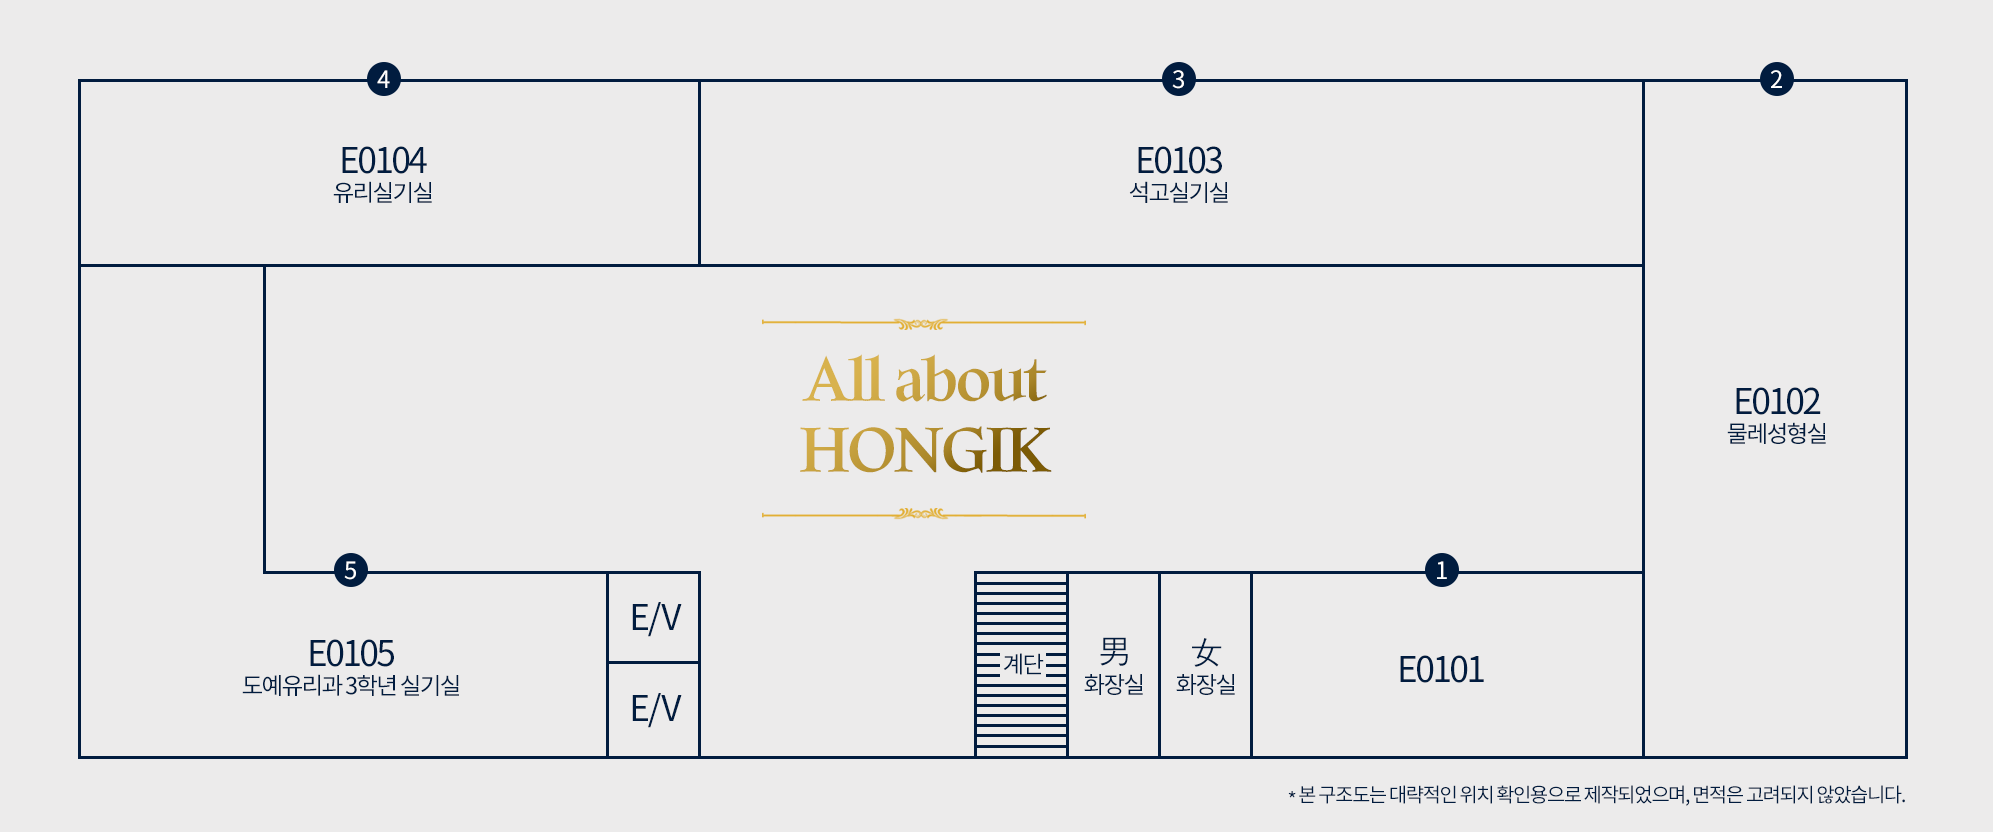 4
3
2
E0104
유리실기실
E0103
석고실기실
E0102
물레성형실
All about
HONGIK
5
1
E0105
도예유리과 3학년 실기실
E/V
E/V
계단
男
화장실
女
화장실
E0101
* 본 구조도는 대략적인 위치 확인용으로 제작되었으며, 면적은 고려되지 않았습니다.